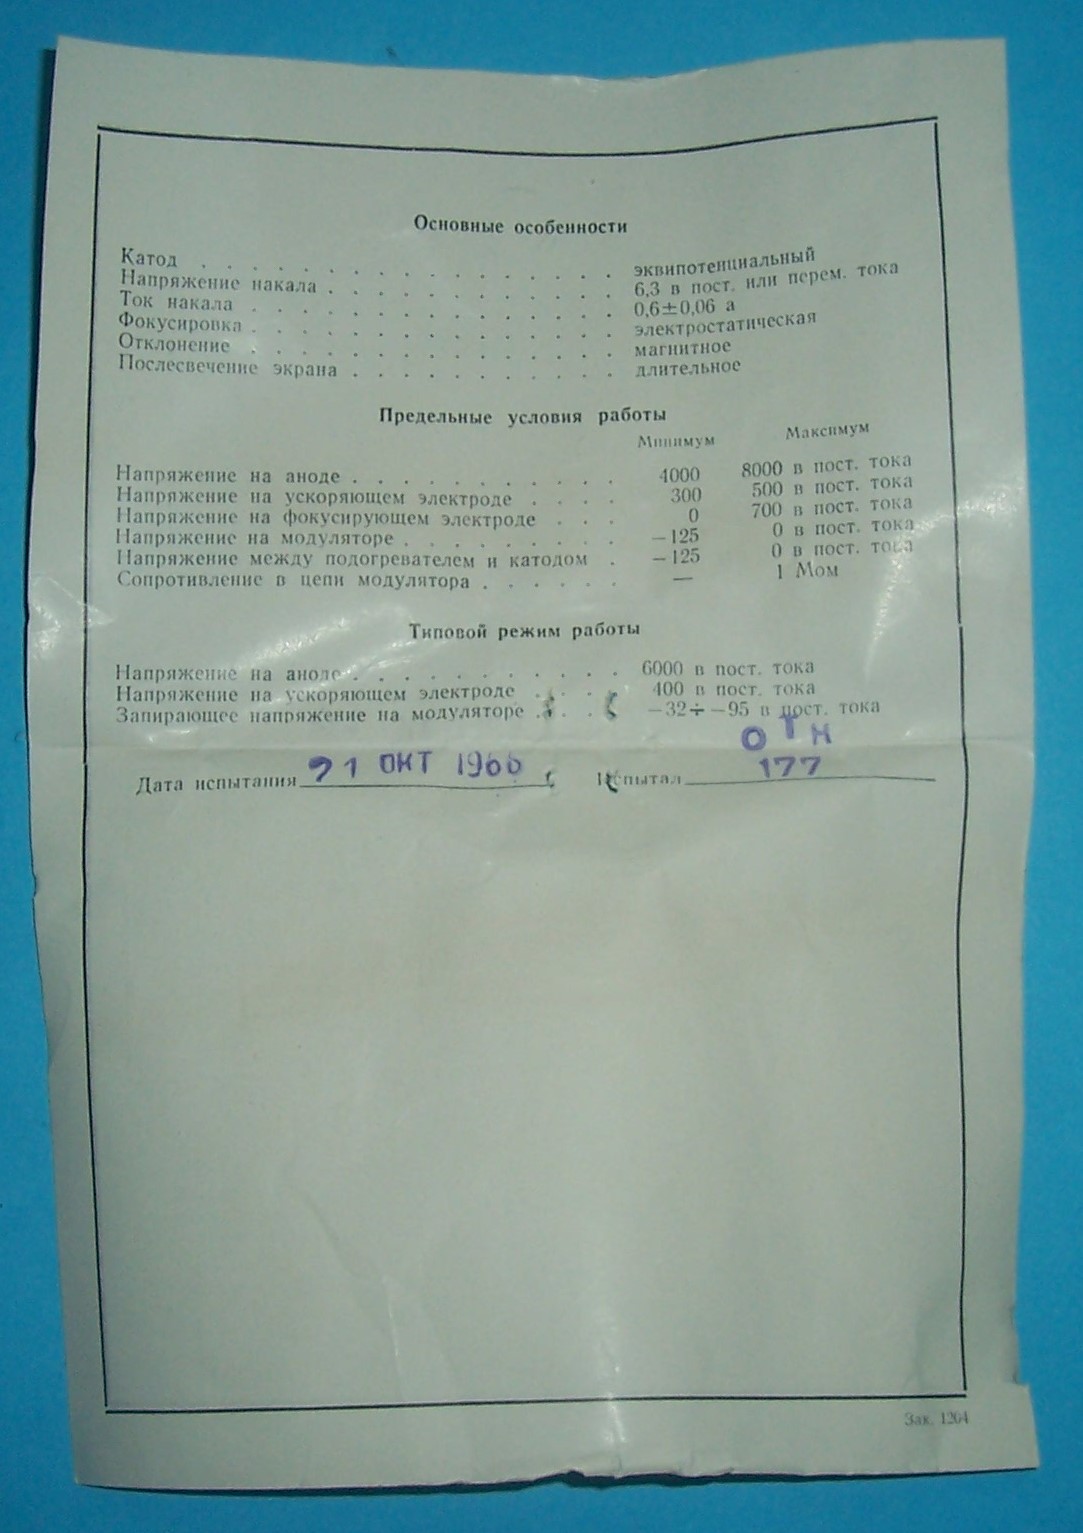 Основные особенности
Катод . . . . . . . . . . . . . . . . . эквипотенциальный
Напряжение накала . . . . . . . . . . . . 6,3 в пост. или перем. тока
Ток накала . . . . . . . . . . . . . . . 0,6±0,06 а
Фокусировка . . . . . . . . . . . . . . . электростатическая
Отклонение . . . . . . . . . . . . . . . магнитное
Послесвечение экрана . . . . . . . . . . . длительное
Предельные условия работы
Минимум Максимум
Напряжение на аноде . . . . . . . . . . . 4000 8000 в пост. тока
Напряжение на ускоряющем электроде . . . . 300 500 в пост. тока
Напряжение на фокусирующем электроде . . . 0 700 в пост. тока
Напряжение на модуляторе . . . . . . . . . −125 0 в пост. тока
Напряжение между подогревателем и катодом . −125 0 в пост. тока
Сопротивление в цепи модулятора . . . . . . — 1 Мом
Типовой режим работы
Напряжение на аноде . . . . . . . . . . . 6000 в пост. тока
Напряжение на ускоряющем электроде . . . . 400 в пост. тока
Запирающее напряжение на модуляторе . . . . −32÷−95 в пост. тока
Дата испытания 21 ОКТ 1966 Испытал ОТК 177
Зак. 1204